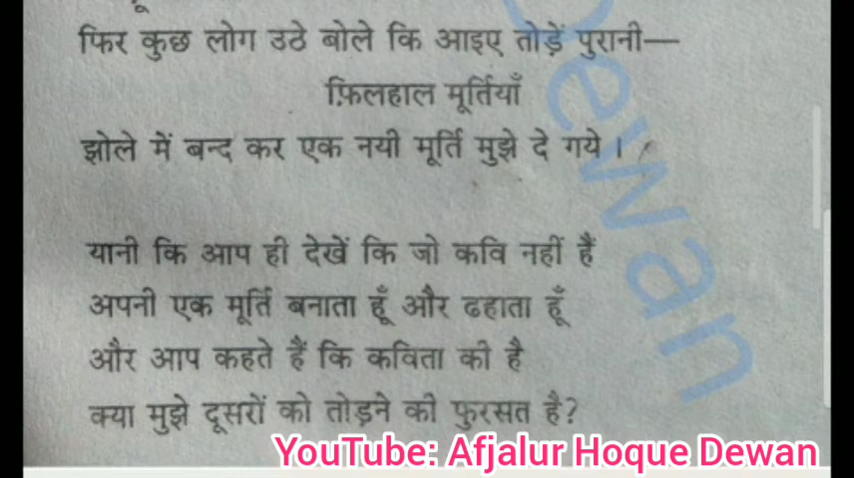 फिर कुछ लोग उठे बोले कि आइए तोड़ें पुरानी—
फ़िलहाल मूर्तियाँ
झोले में बन्द कर एक नयी मूर्ति मुझे दे गये।
यानी कि आप ही देखें कि जो कवि नहीं हैं
अपनी एक मूर्ति बनाता हूँ और ढहाता हूँ
और आप कहते हैं कि कविता की है
क्या मुझे दूसरों को तोड़ने की फुरसत है?
Dewan
YouTube: Afjalur Hoque Dewan